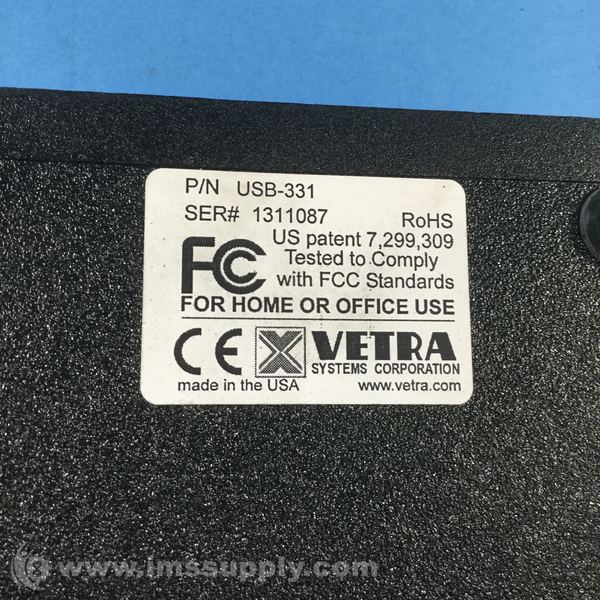 P/N USB-331
SER# 1311087 RoHS
US patent 7,299,309
FC Tested to Comply
with FCC Standards
FOR HOME OR OFFICE USE
CE VETRA
SYSTEMS CORPORATION
made in the USA www.vetra.com
www.imssupply.com